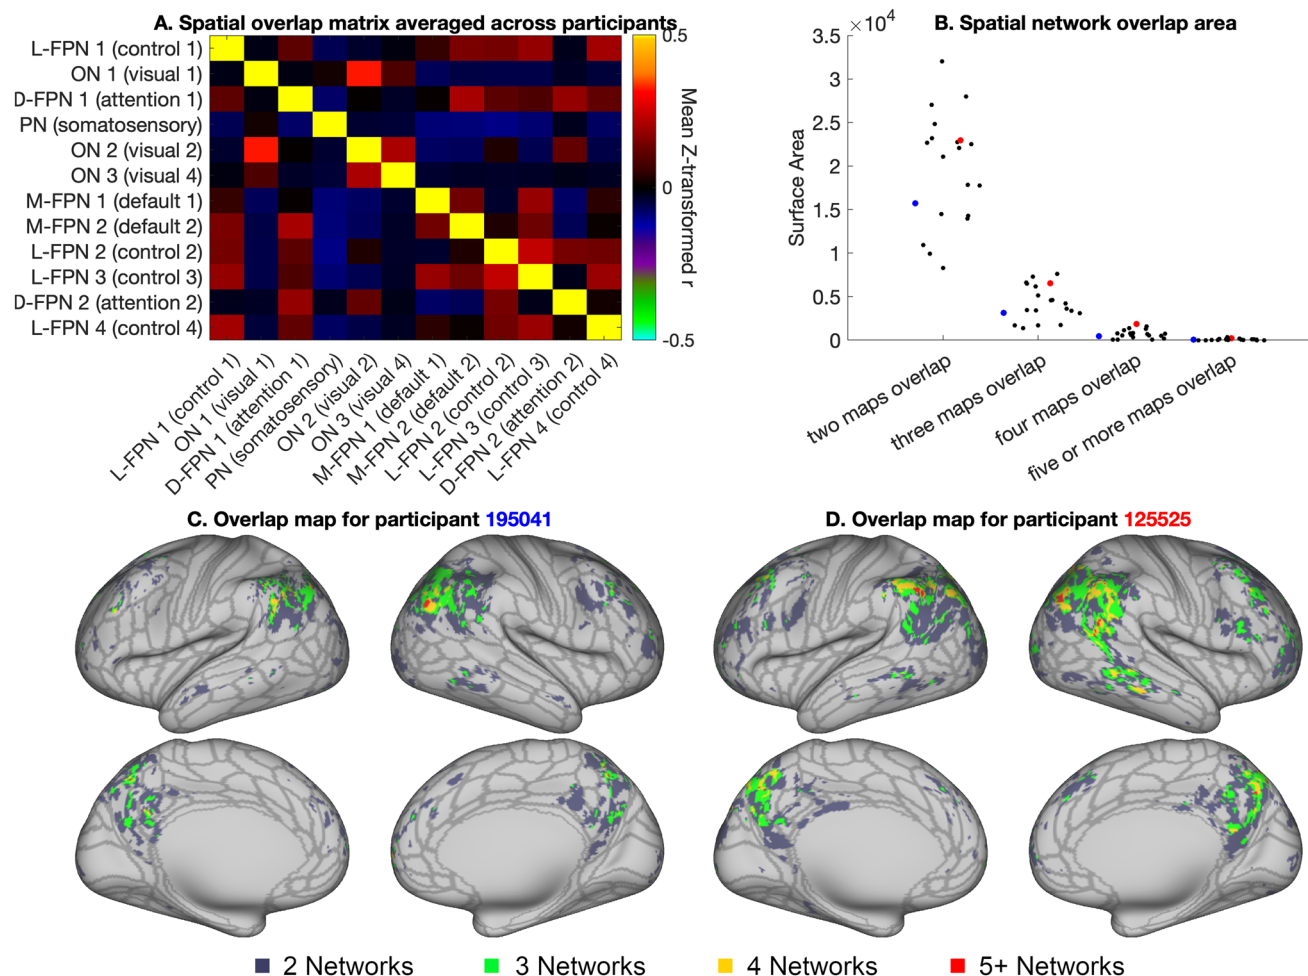 A. Spatial overlap matrix averaged across participants
L-FPN 1 (control 1)
ON 1 (visual 1)
D-FPN 1 (attention 1)
PN (somatosensory)
ON 2 (visual 2)
ON 3 (visual 4)
M-FPN 1 (default 1)
M-FPN 2 (default 2)
L-FPN 2 (control 2)
L-FPN 3 (control 3)
D-FPN 2 (attention 2)
L-FPN 4 (control 4)
L-FPN 1 (control 1)
ON 1 (visual 1)
D-FPN 1 (attention 1)
PN (somatosensory)
ON 2 (visual 2)
ON 3 (visual 4)
M-FPN 1 (default 1)
M-FPN 2 (default 2)
L-FPN 2 (control 2)
L-FPN 3 (control 3)
D-FPN 2 (attention 2)
L-FPN 4 (control 4)
0.5
0
-0.5
Mean Z-transformed r
B. Spatial network overlap area
×10⁴
3.5
3
2.5
2
1.5
1
0.5
0
Surface Area
two maps overlap
three maps overlap
four maps overlap
five or more maps overlap
C. Overlap map for participant 195041
D. Overlap map for participant 125525
2 Networks
3 Networks
4 Networks
5+ Networks